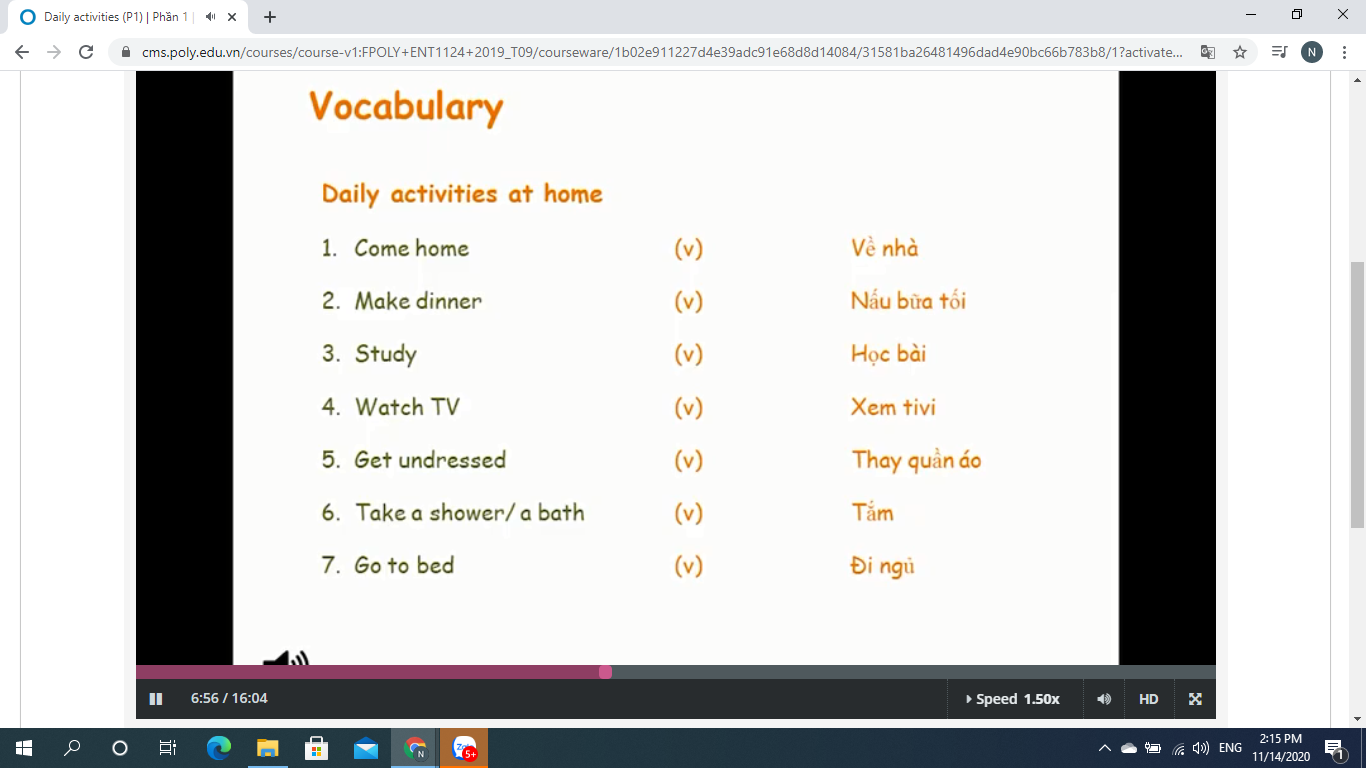 Daily activities (P1) | Phần 1 |
cms.poly.edu.vn/courses/course-v1:FPOLY+ENT1124+2019_T09/courseware/1b02e911227d4e39adc91e68d8d14084/31581ba26481496dad4e90bc66b783b8/1?activate...
N
Vocabulary
Daily activities at home
1. Come home (v) Về nhà
2. Make dinner (v) Nấu bữa tối
3. Study (v) Học bài
4. Watch TV (v) Xem tivi
5. Get undressed (v) Thay quần áo
6. Take a shower/ a bath (v) Tắm
7. Go to bed (v) Đi ngủ
6:56 / 16:04 Speed 1.50x HD
N Zalo 5+ ENG 2:15 PM 1
11/14/2020